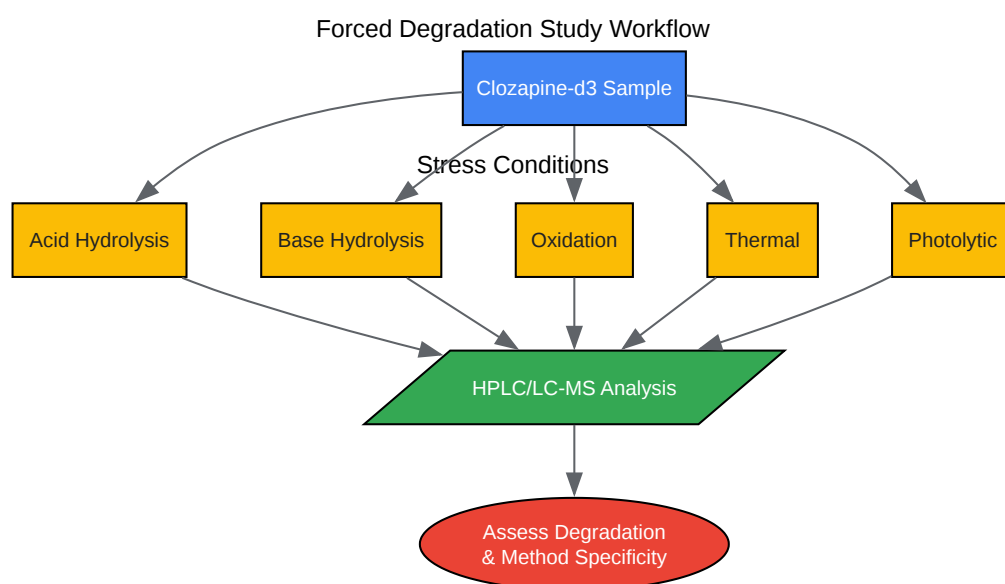 Forced Degradation Study Workflow
Clozapine-d3 Sample
Stress Conditions
Acid Hydrolysis
Base Hydrolysis
Oxidation
Thermal
Photolytic
HPLC/LC-MS Analysis
Assess Degradation
& Method Specificity